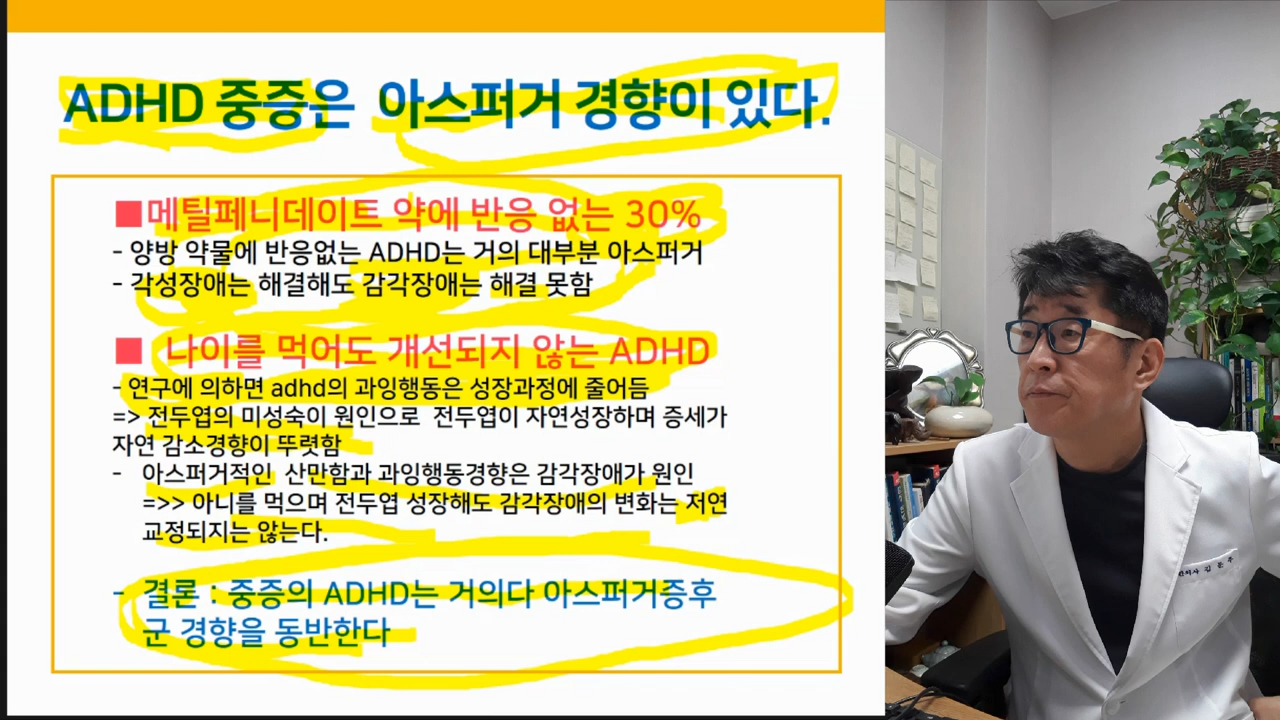 ADHD 중증은 아스퍼거 경향이 있다.
■메틸페니데이트 약에 반응 없는 30%
- 양방 약물에 반응없는 ADHD는 거의 대부분 아스퍼거
- 각성장애는 해결해도 감각장애는 해결 못함
■ 나이를 먹어도 개선되지 않는 ADHD
- 연구에 의하면 adhd의 과잉행동은 성장과정에 줄어듬
=> 전두엽의 미성숙이 원인으로 전두엽이 자연성장하며 증세가
자연 감소경향이 뚜렷함
- 아스퍼거적인 산만함과 과잉행동경향은 감각장애가 원인
=>> 아니를 먹으며 전두엽 성장해도 감각장애의 변화는 저연
교정되지는 않는다.
- 결론 : 중증의 ADHD는 거의다 아스퍼거증후
군 경향을 동반한다